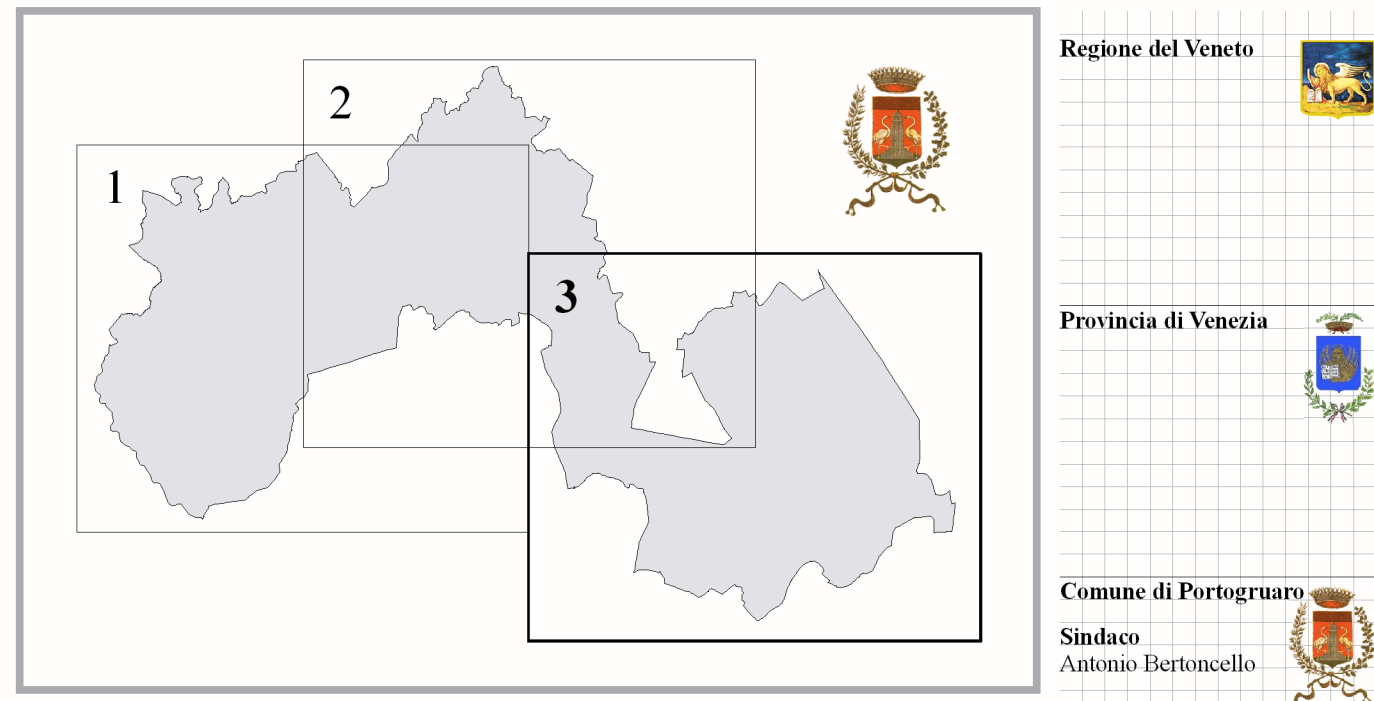 1
2
3
Regione del Veneto
Provincia di Venezia
Comune di Portogruaro
Sindaco
Antonio Bertoncello